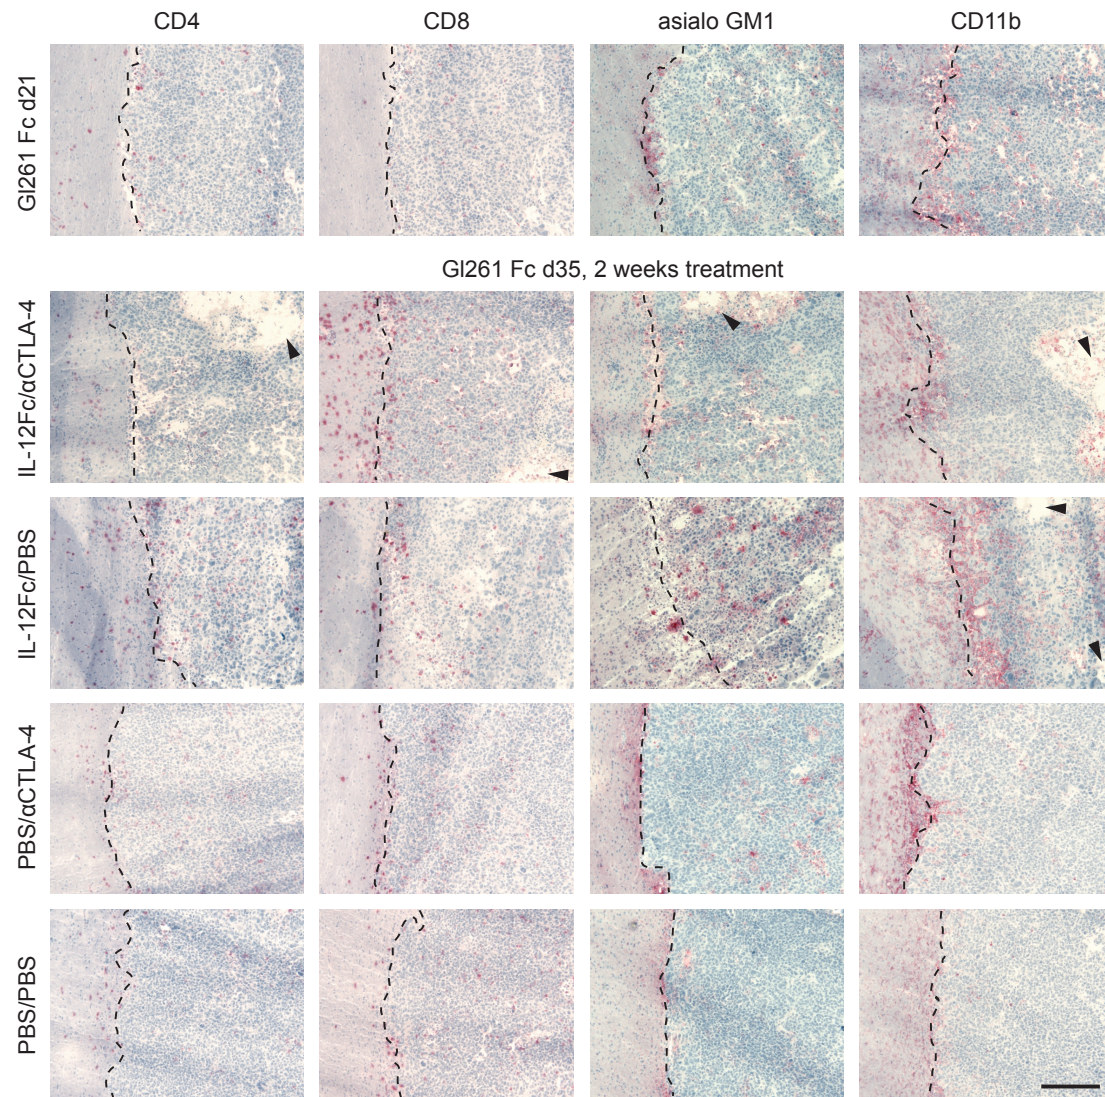 CD4 CD8 asialo GM1 CD11b
Gl261 Fc d21
Gl261 Fc d35, 2 weeks treatment
IL-12Fc/αCTLA-4
IL-12Fc/PBS
PBS/αCTLA-4
PBS/PBS